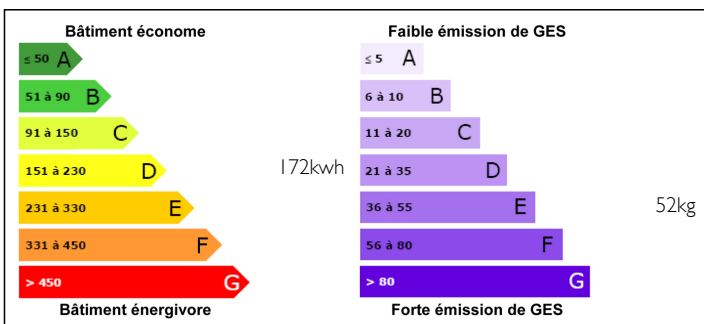 Bâtiment économe
≤ 50 A
51 à 90 B
91 à 150 C
151 à 230 D
172kwh
231 à 330 E
331 à 450 F
> 450 G
Bâtiment énergivore
Faible émission de GES
≤ 5 A
6 à 10 B
11 à 20 C
21 à 35 D
36 à 55 E
52kg
56 à 80 F
> 80 G
Forte émission de GES